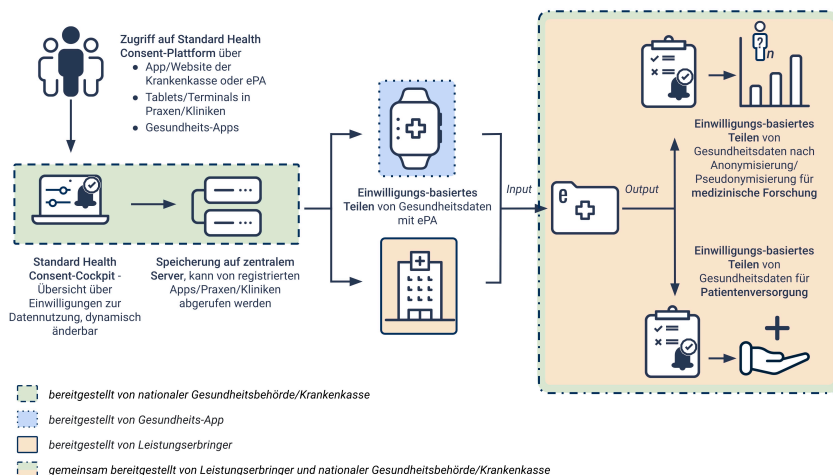 Zugriff auf Standard Health
Consent-Plattform über
● App/Website der
Krankenkasse oder ePA
● Tablets/Terminals in
Praxen/Kliniken
● Gesundheits-Apps
Standard Health
Consent-Cockpit -
Übersicht über
Einwilligungen zur
Datennutzung, dynamisch
änderbar
Speicherung auf zentralem
Server, kann von registrierten
Apps/Praxen/Kliniken
abgerufen werden
Einwilligungs-basiertes
Teilen von Gesundheitsdaten
mit ePA
Input
e
Output
?
n
Einwilligungs-basiertes
Teilen von
Gesundheitsdaten nach
Anonymisierung/
Pseudonymisierung für
medizinische Forschung
Einwilligungs-basiertes
Teilen von
Gesundheitsdaten für
Patientenversorgung
bereitgestellt von nationaler Gesundheitsbehörde/Krankenkasse
bereitgestellt von Gesundheits-App
bereitgestellt von Leistungserbringer
gemeinsam bereitgestellt von Leistungserbringer und nationaler Gesundheitsbehörde/Krankenkasse